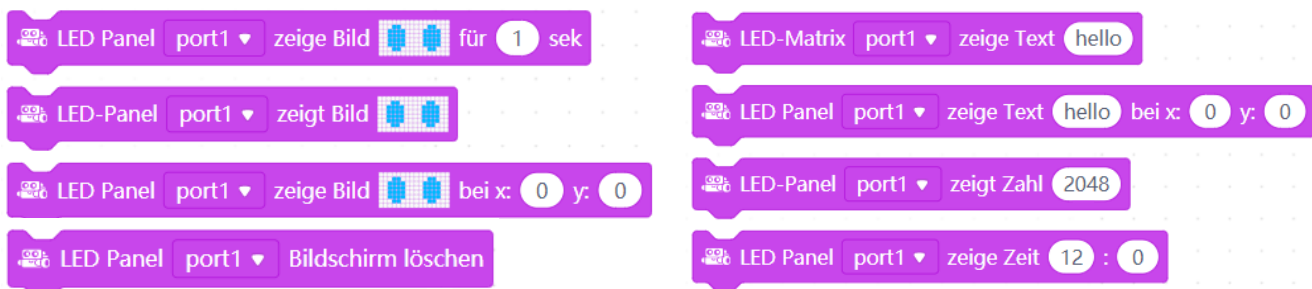 LED Panel port1 zeige Bild für 1 sek
LED-Panel port1 zeigt Bild
LED Panel port1 zeige Bild bei x: 0 y: 0
LED Panel port1 Bildschirm löschen
LED-Matrix port1 zeige Text hello
LED Panel port1 zeige Text hello bei x: 0 y: 0
LED-Panel port1 zeigt Zahl 2048
LED Panel port1 zeige Zeit 12 : 0